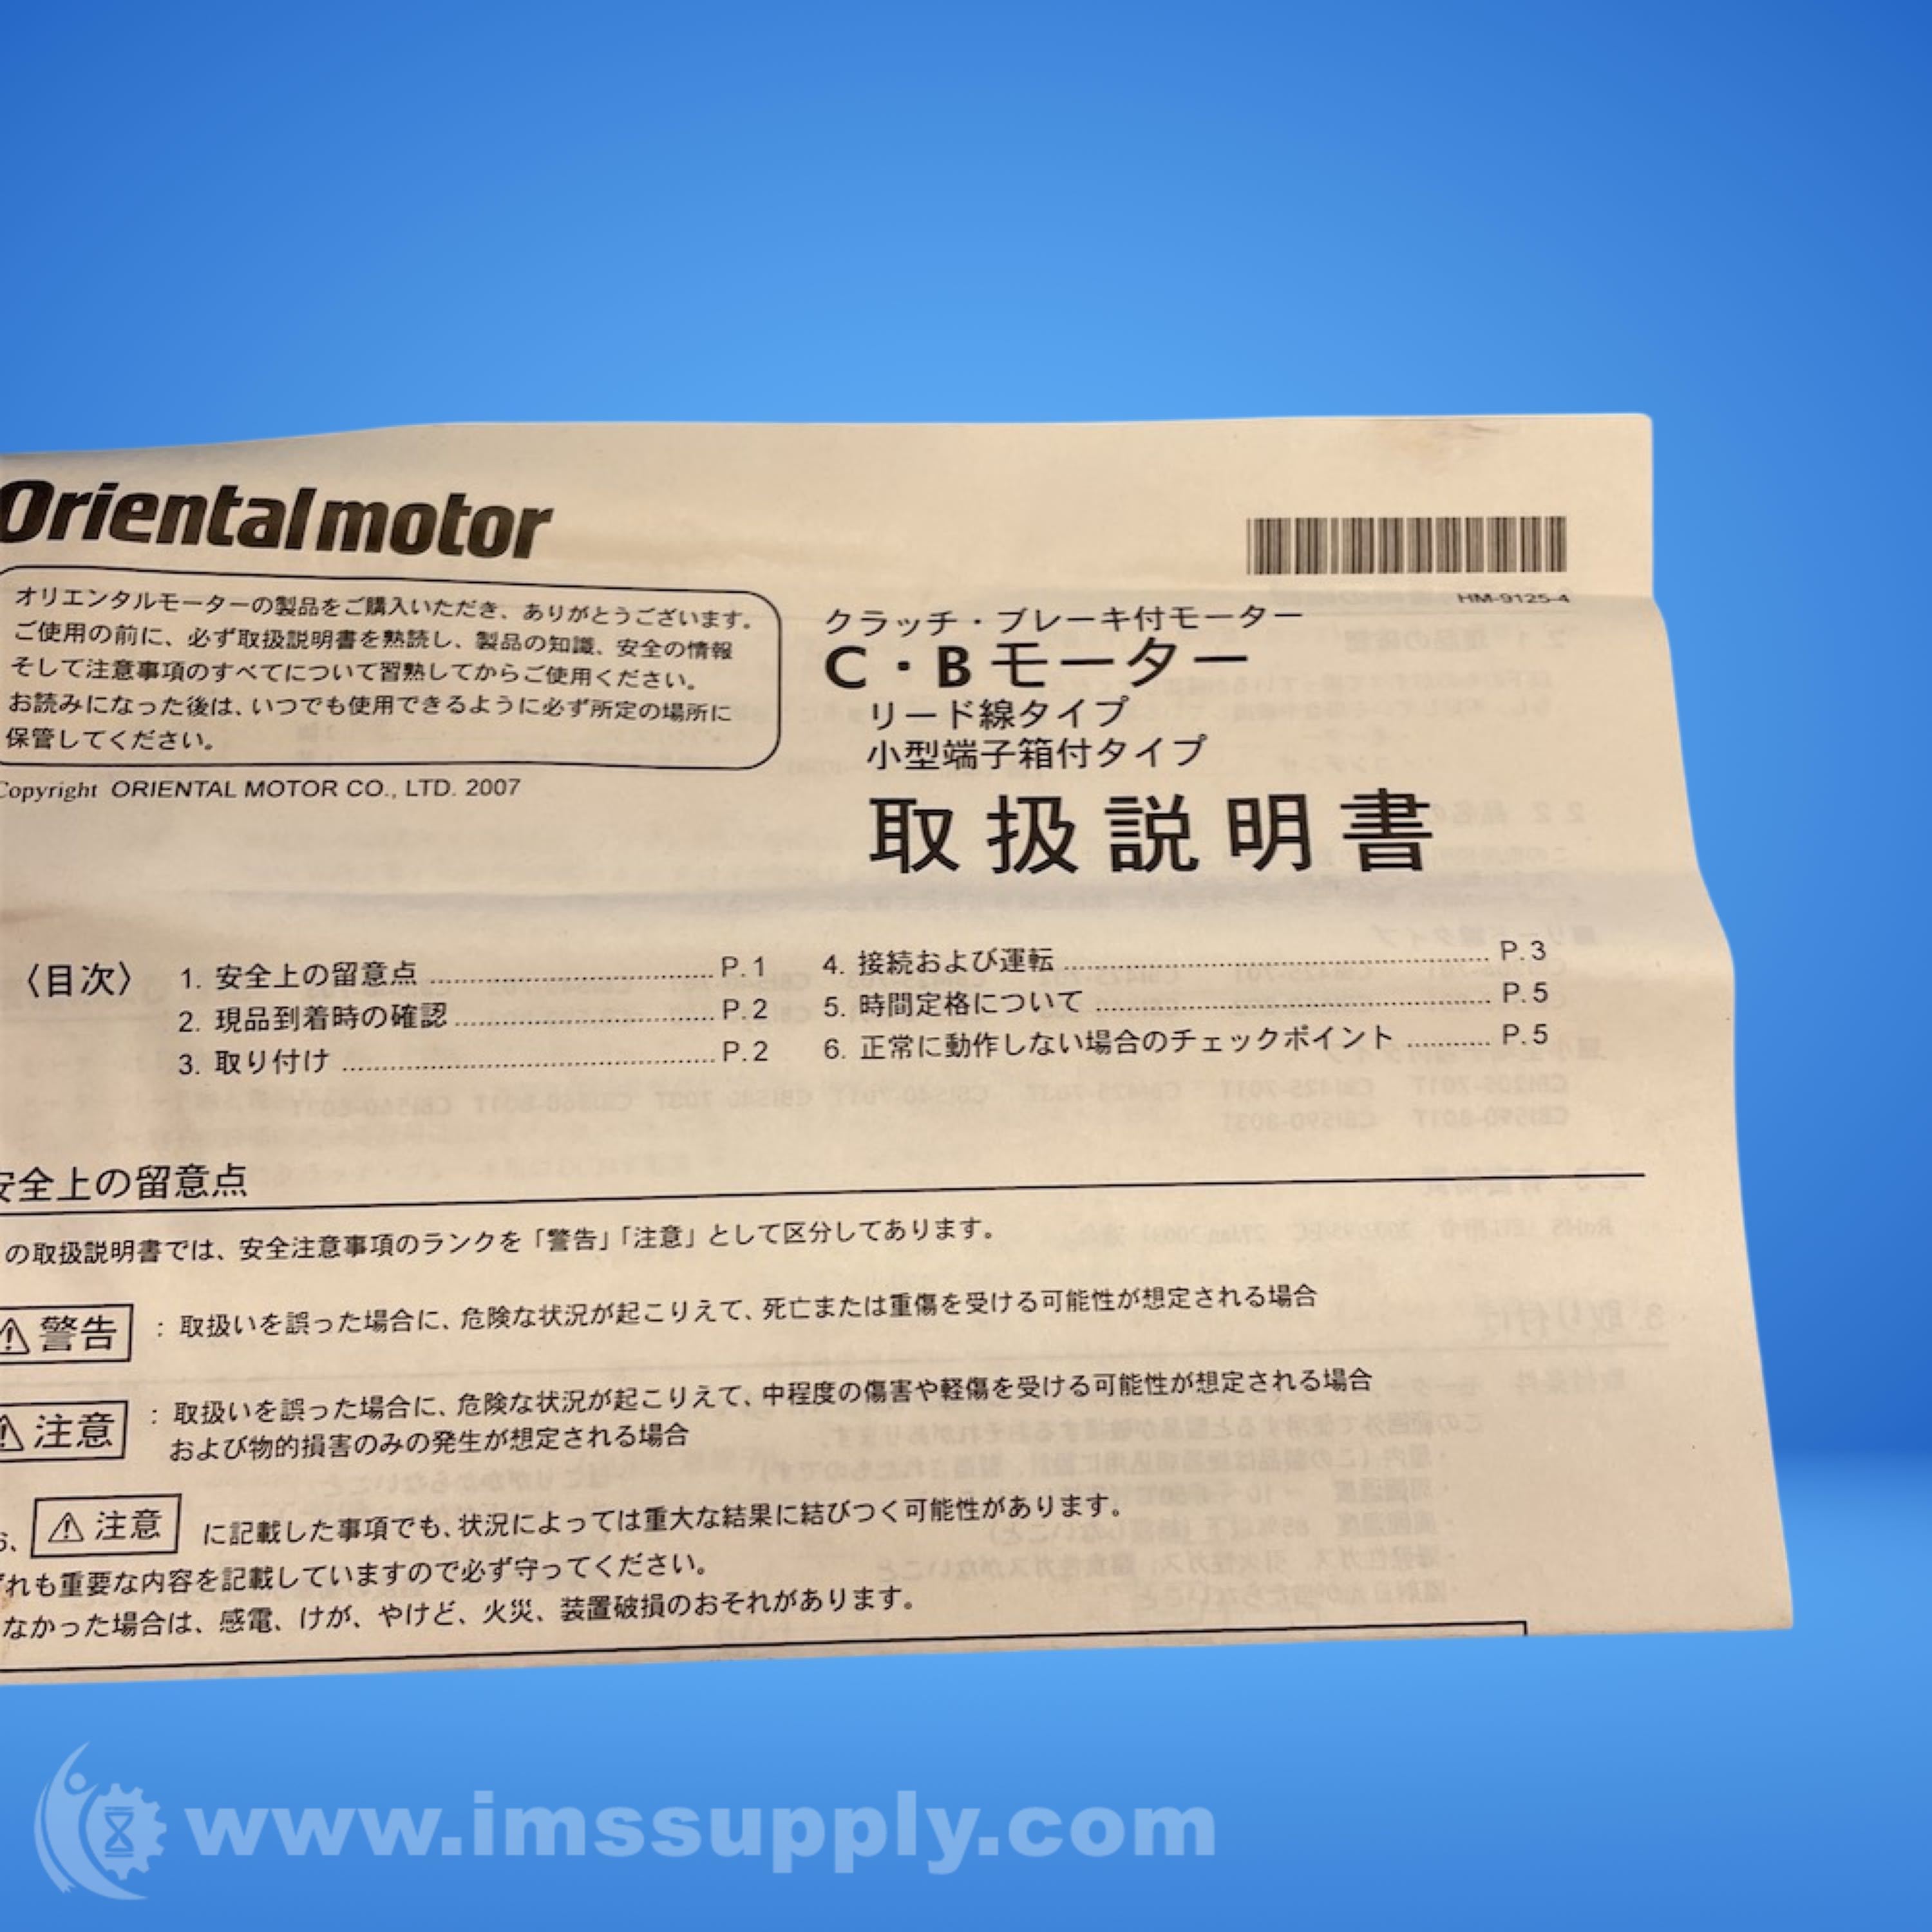 Orientalmotor
HM-9125-4
オリエンタルモーターの製品をご購入いただき、ありがとうございます。
ご使用の前に、必ず取扱説明書を熟読し、製品の知識、安全の情報
そして注意事項のすべてについて習熟してからご使用ください。
お読みになった後は、いつでも使用できるように必ず所定の場所に
保管してください。
Copyright ORIENTAL MOTOR CO., LTD. 2007
クラッチ・ブレーキ付モーター
C・Bモーター
リード線タイプ
小型端子箱付タイプ
取扱説明書
〈目次〉
1. 安全上の留意点 P.1
2. 現品到着時の確認 P.2
3. 取り付け P.2
4. 接続および運転 P.3
5. 時間定格について P.5
6. 正常に動作しない場合のチェックポイント P.5
安全上の留意点
の取扱説明書では、安全注意事項のランクを「警告」「注意」として区分してあります。
⚠警告 : 取扱いを誤った場合に、危険な状況が起こりえて、死亡または重傷を受ける可能性が想定される場合
⚠注意 : 取扱いを誤った場合に、危険な状況が起こりえて、中程度の傷害や軽傷を受ける可能性が想定される場合
および物的損害のみの発生が想定される場合
、⚠注意 に記載した事項でも、状況によっては重大な結果に結びつく可能性があります。
れも重要な内容を記載していますので必ず守ってください。
なかった場合は、感電、けが、やけど、火災、装置破損のおそれがあります。
www.imssupply.com